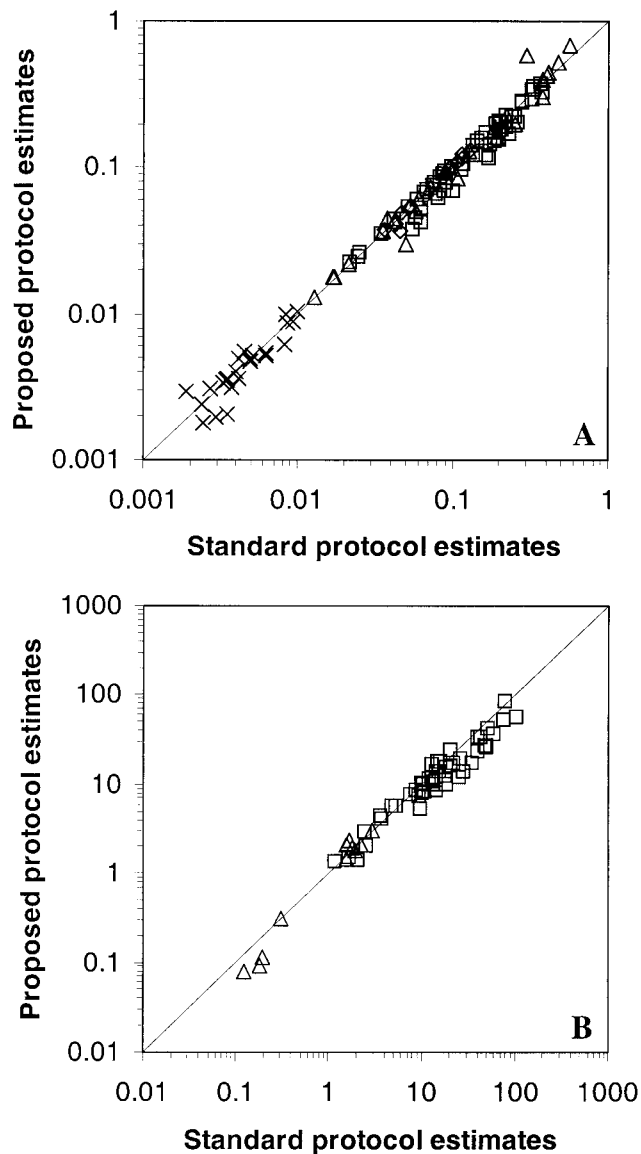 1
0.1
0.01
0.001
Proposed protocol estimates
A
0.001 0.01 0.1 1
Standard protocol estimates
1000
100
10
1
0.1
0.01
Proposed protocol estimates
B
0.01 0.1 1 10 100 1000
Standard protocol estimates